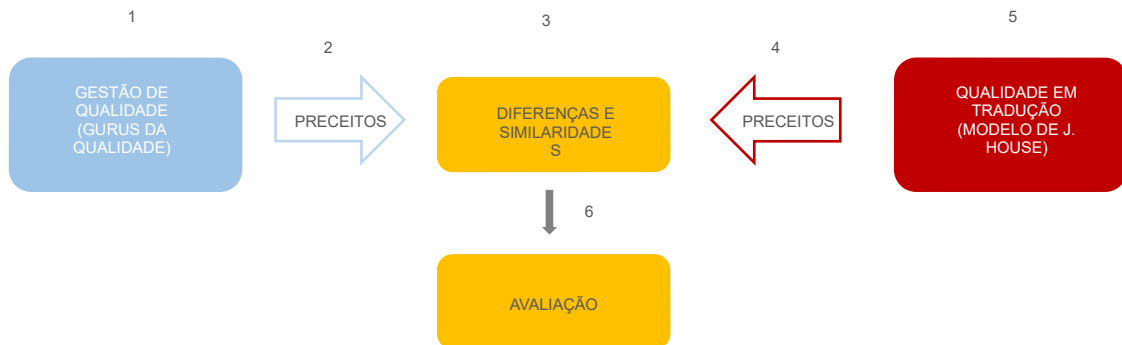 1
2
3
4
5
GESTÃO DE
QUALIDADE
(GURUS DA
QUALIDADE)
PRECEITOS
DIFERENÇAS E
SIMILARIDADE
S
PRECEITOS
QUALIDADE EM
TRADUÇÃO
(MODELO DE J.
HOUSE)
6
AVALIAÇÃO